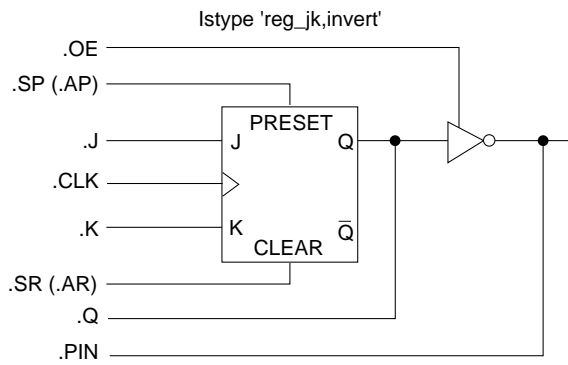 Istype 'reg_jk,invert'
.OE
.SP (.AP)
PRESET
.J
J
Q
.CLK
.K
K
Q̅
CLEAR
.SR (.AR)
.Q
.PIN